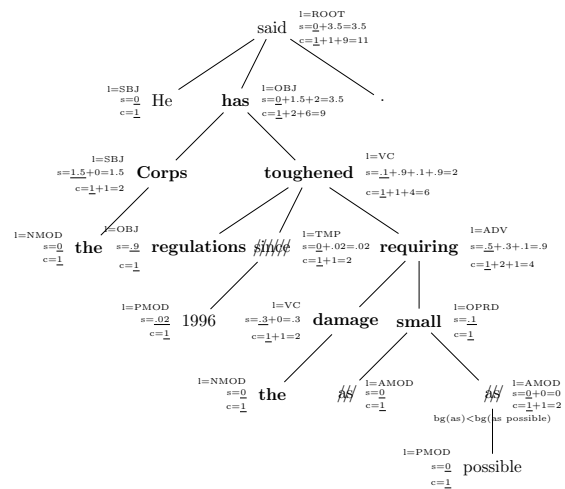 l=ROOT
said s=0+3.5=3.5
c=1+1+9=11
l=SBJ
s=0 He
c=1
has l=OBJ
s=0+1.5+2=3.5
c=1+2+6=9
.
l=SBJ
s=1.5+0=1.5 Corps
c=1+1=2
toughened l=VC
s=.1+.9+.1+.9=2
c=1+1+4=6
l=NMOD
s=0 the
c=1
l=OBJ
s=.9 regulations
c=1
since l=TMP
s=0+.02=.02
c=1+1=2
requiring l=ADV
s=.5+.3+.1=.9
c=1+2+1=4
l=PMOD
s=.02 1996
c=1
l=VC
s=.3+0=.3 damage
c=1+1=2
small l=OPRD
s=.1
c=1
l=NMOD
s=0 the
c=1
as l=AMOD
s=0
c=1
as l=AMOD
s=0+0=0
c=1+1=2
bg(as)<bg(as possible)
l=PMOD
s=0 possible
c=1